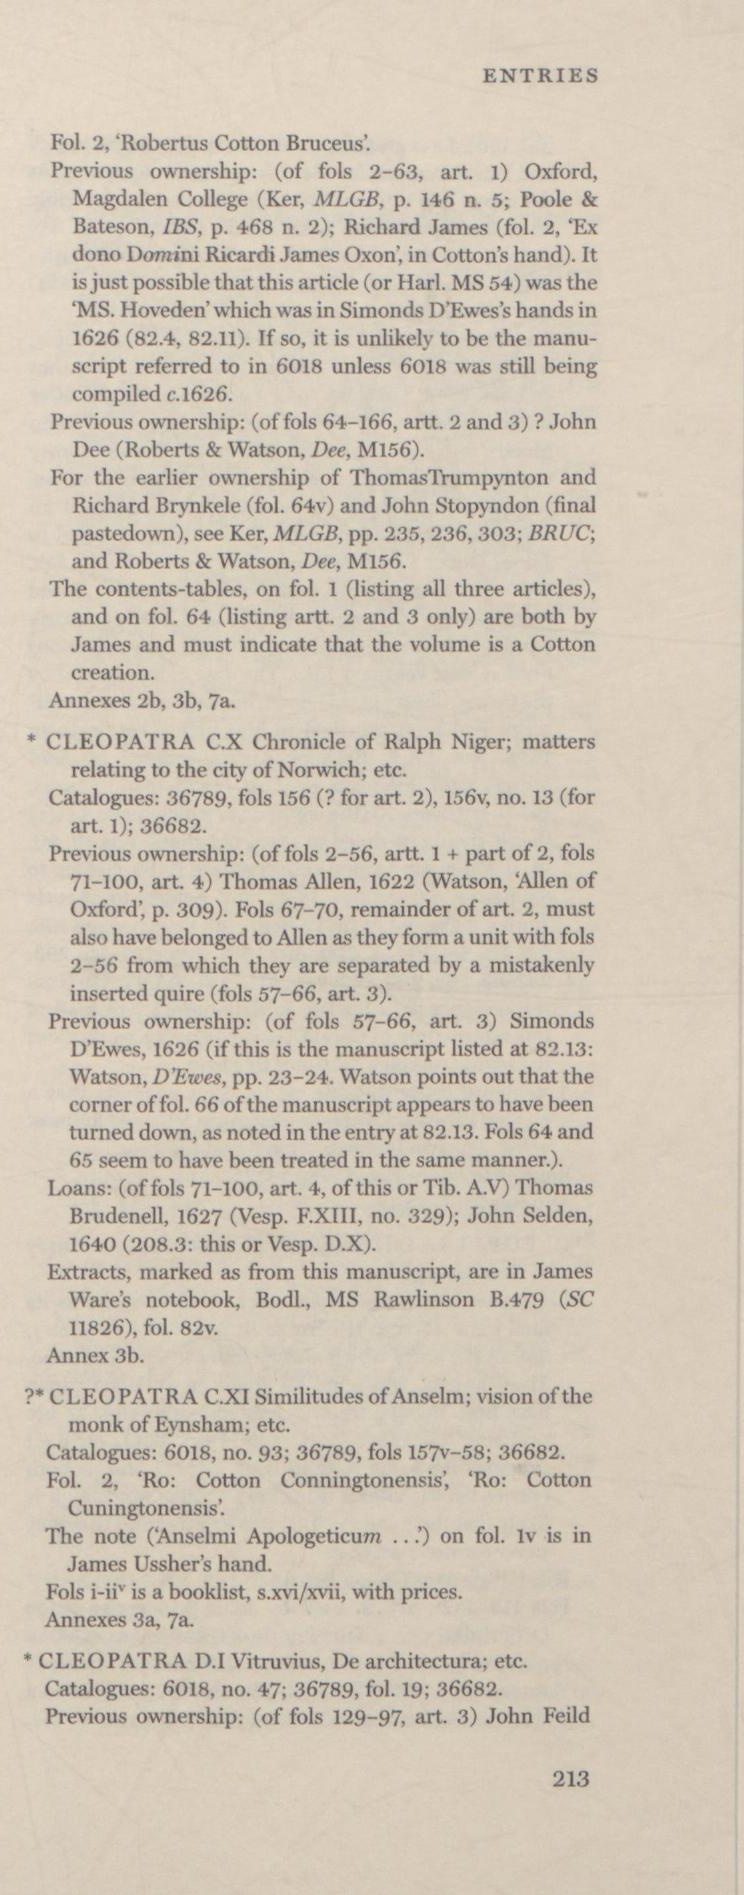 ENTRIES
Fol. 2, ‘Robertus Cotton Bruceus’.
Previous ownership: (of fols 2–63, art. 1) Oxford,
Magdalen College (Ker, MLGB, p. 146 n. 5; Poole &
Bateson, IBS, p. 468 n. 2); Richard James (fol. 2, ‘Ex
dono Domini Ricardi James Oxon’, in Cotton’s hand). It
is just possible that this article (or Harl. MS 54) was the
‘MS. Hoveden’ which was in Simonds D’Ewes’s hands in
1626 (82.4, 82.11). If so, it is unlikely to be the manu-
script referred to in 6018 unless 6018 was still being
compiled c.1626.
Previous ownership: (of fols 64–166, artt. 2 and 3) ? John
Dee (Roberts & Watson, Dee, M156).
For the earlier ownership of ThomasTrumpynton and
Richard Brynkele (fol. 64v) and John Stopyndon (final
pastedown), see Ker, MLGB, pp. 235, 236, 303; BRUC;
and Roberts & Watson, Dee, M156.
The contents-tables, on fol. 1 (listing all three articles),
and on fol. 64 (listing artt. 2 and 3 only) are both by
James and must indicate that the volume is a Cotton
creation.
Annexes 2b, 3b, 7a.
* CLEOPATRA C.X Chronicle of Ralph Niger; matters
relating to the city of Norwich; etc.
Catalogues: 36789, fols 156 (? for art. 2), 156v, no. 13 (for
art. 1); 36682.
Previous ownership: (of fols 2–56, artt. 1 + part of 2, fols
71–100, art. 4) Thomas Allen, 1622 (Watson, ‘Allen of
Oxford’, p. 309). Fols 67–70, remainder of art. 2, must
also have belonged to Allen as they form a unit with fols
2–56 from which they are separated by a mistakenly
inserted quire (fols 57–66, art. 3).
Previous ownership: (of fols 57–66, art. 3) Simonds
D’Ewes, 1626 (if this is the manuscript listed at 82.13:
Watson, D’Ewes, pp. 23–24. Watson points out that the
corner of fol. 66 of the manuscript appears to have been
turned down, as noted in the entry at 82.13. Fols 64 and
65 seem to have been treated in the same manner.).
Loans: (of fols 71–100, art. 4, of this or Tib. A.V) Thomas
Brudenell, 1627 (Vesp. F.XIII, no. 329); John Selden,
1640 (208.3: this or Vesp. D.X).
Extracts, marked as from this manuscript, are in James
Ware’s notebook, Bodl., MS Rawlinson B.479 (SC
11826), fol. 82v.
Annex 3b.
?* CLEOPATRA C.XI Similitudes of Anselm; vision of the
monk of Eynsham; etc.
Catalogues: 6018, no. 93; 36789, fols 157v–58; 36682.
Fol. 2, ‘Ro: Cotton Conningtonensis’, ‘Ro: Cotton
Cuningtonensis’.
The note (‘Anselmi Apologeticum ...’) on fol. 1v is in
James Ussher’s hand.
Fols i-iiᵛ is a booklist, s.xvi/xvii, with prices.
Annexes 3a, 7a.
* CLEOPATRA D.I Vitruvius, De architectura; etc.
Catalogues: 6018, no. 47; 36789, fol. 19; 36682.
Previous ownership: (of fols 129–97, art. 3) John Feild
213